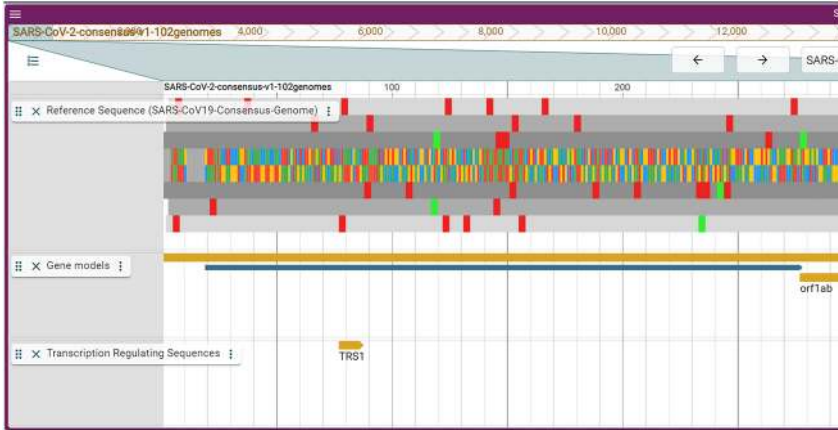 S
SARS-CoV-2-consensus-v1-102genomes 4,000 6,000 8,000 10,000 12,000
← → SARS-
SARS-CoV-2-consensus-v1-102genomes 100 200
Reference Sequence (SARS-CoV19-Consensus-Genome)
Gene models
orf1ab
Transcription Regulating Sequences
TRS1